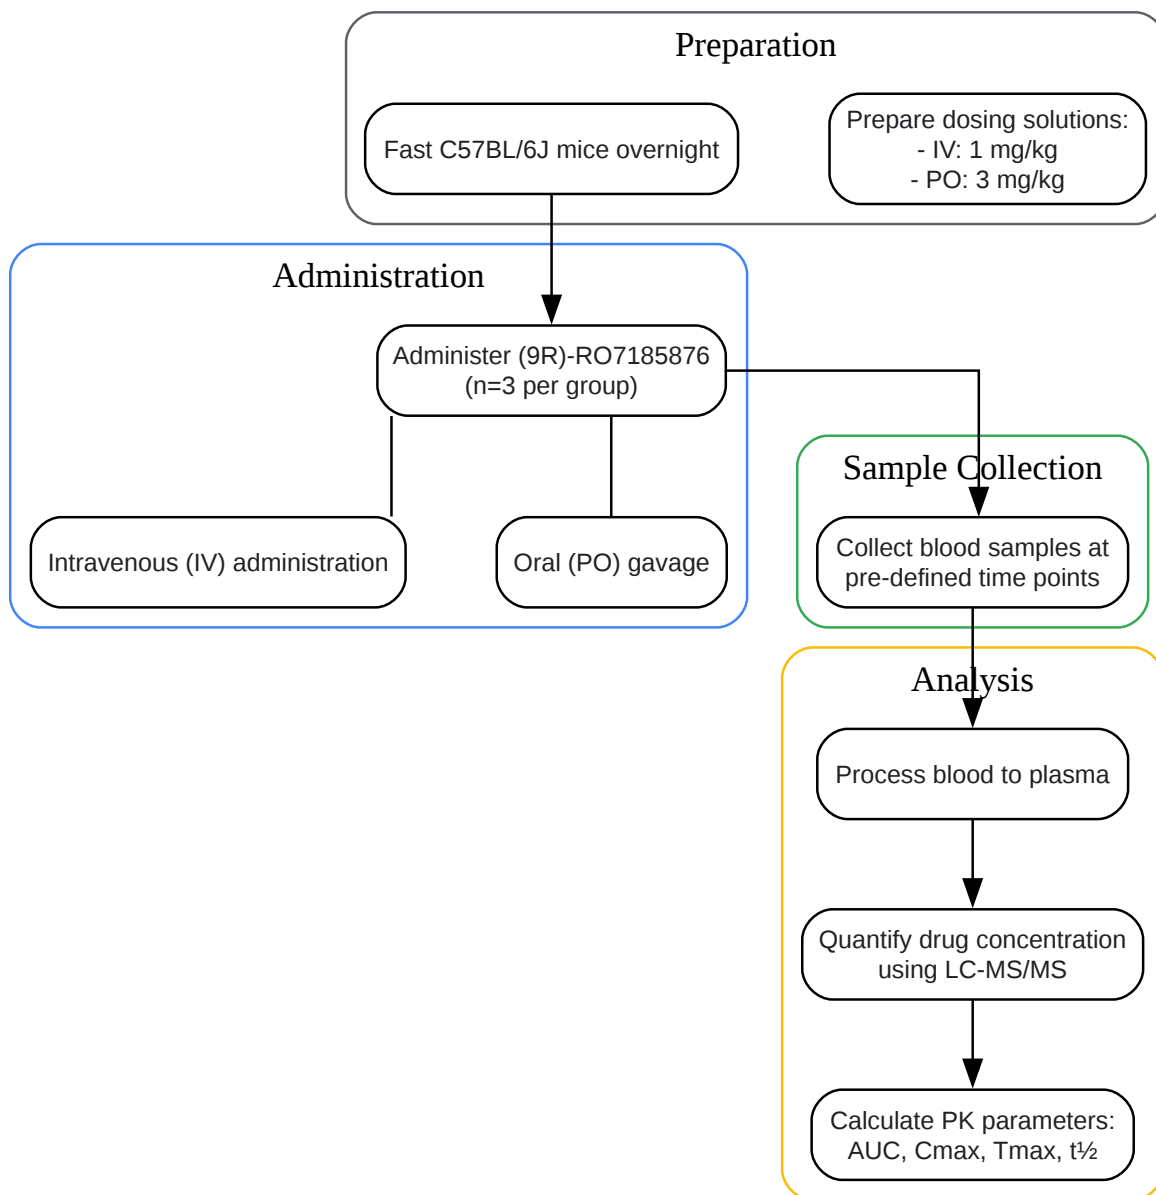 Preparation
Fast C57BL/6J mice overnight
Prepare dosing solutions:
- IV: 1 mg/kg
- PO: 3 mg/kg
Administration
Administer (9R)-RO7185876
(n=3 per group)
Intravenous (IV) administration
Oral (PO) gavage
Sample Collection
Collect blood samples at
pre-defined time points
Analysis
Process blood to plasma
Quantify drug concentration
using LC-MS/MS
Calculate PK parameters:
AUC, Cmax, Tmax, t½